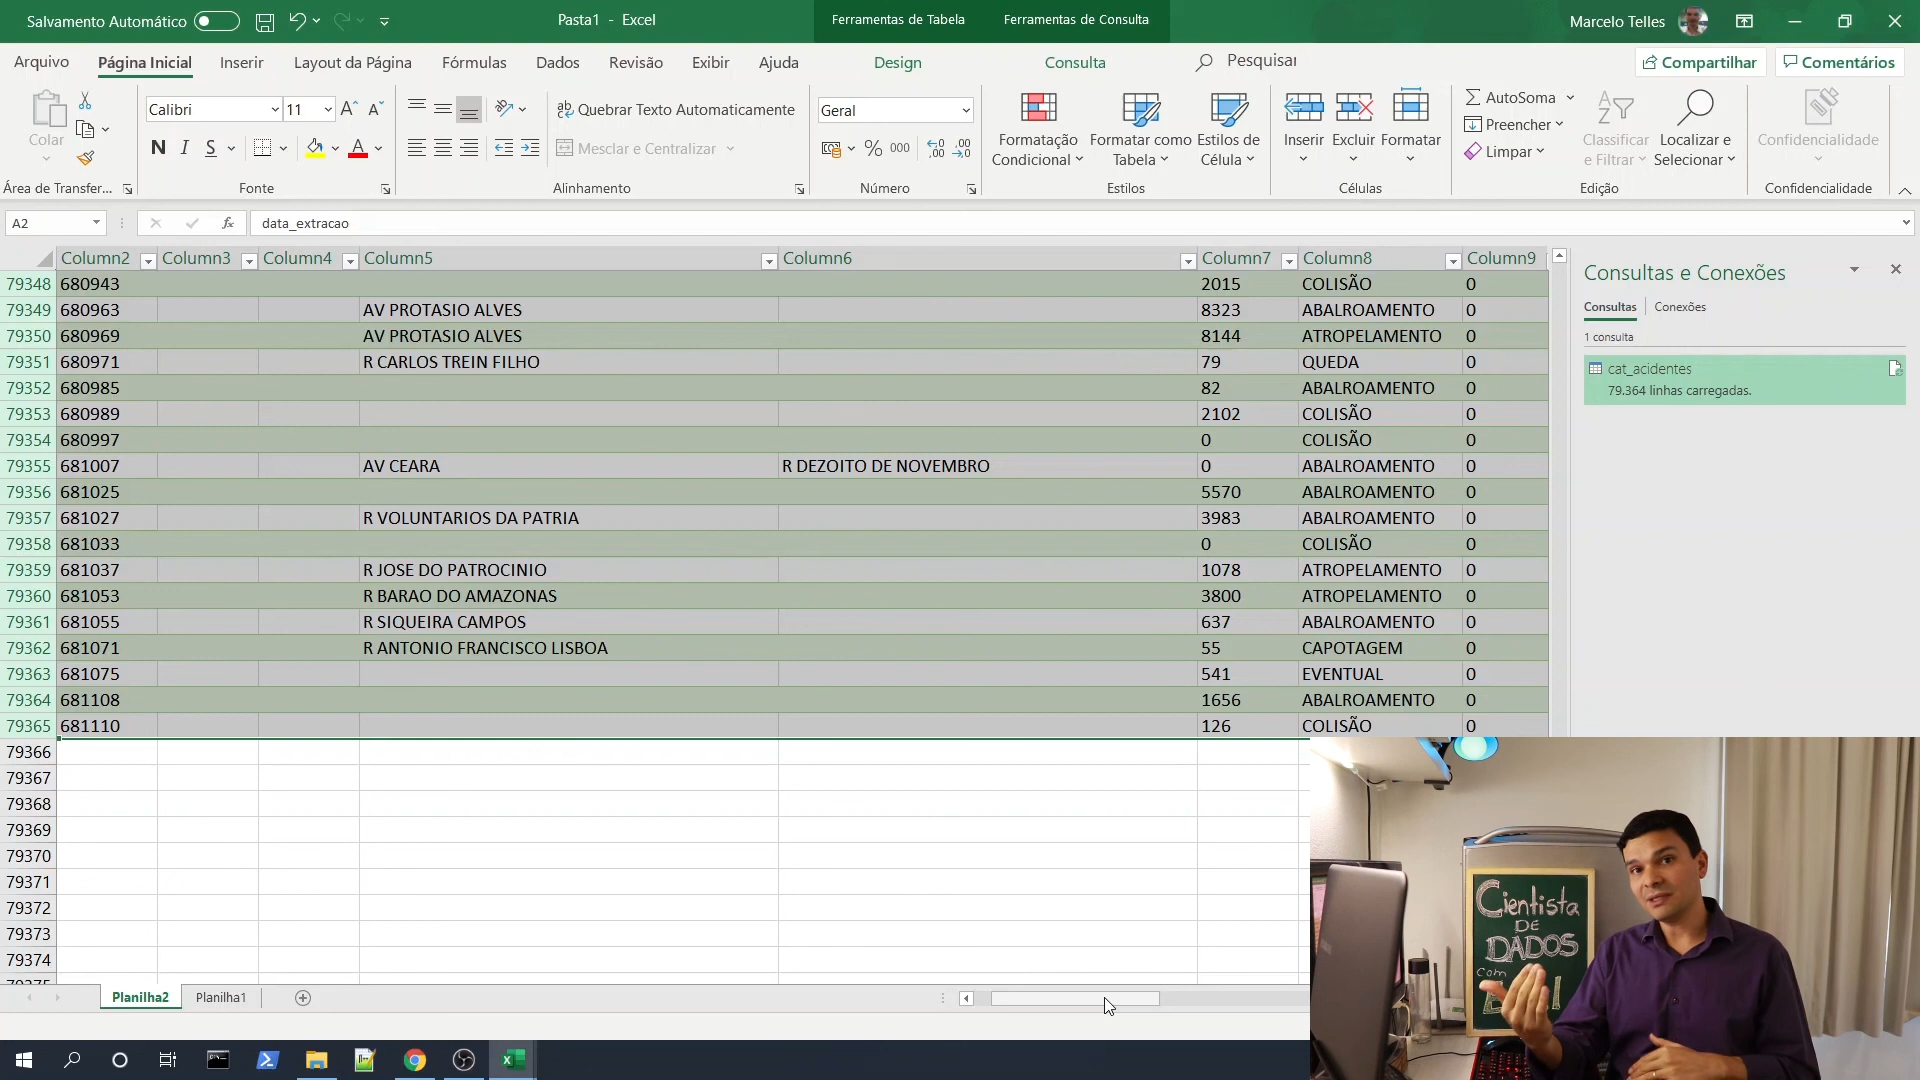 Salvamento Automático
Pasta1 - Excel
Ferramentas de Tabela
Ferramentas de Consulta
Marcelo Telles
Arquivo
Página Inicial
Inserir
Layout da Página
Fórmulas
Dados
Revisão
Exibir
Ajuda
Design
Consulta
Pesquisar
Compartilhar
Comentários
Colar
Calibri
11
N I S
Quebrar Texto Automaticamente
Mesclar e Centralizar
Geral
% 000
Formatação Condicional
Formatar como Tabela
Estilos de Célula
Inserir
Excluir
Formatar
AutoSoma
Preencher
Limpar
Classificar e Filtrar
Localizar e Selecionar
Confidencialidade
Área de Transfer...
Fonte
Alinhamento
Número
Estilos
Células
Edição
Confidencialidade
A2
fx
data_extracao
Column2 Column3 Column4 Column5 Column6 Column7 Column8 Column9
79348 680943 2015 COLISÃO 0
79349 680963 AV PROTASIO ALVES 8323 ABALROAMENTO 0
79350 680969 AV PROTASIO ALVES 8144 ATROPELAMENTO 0
79351 680971 R CARLOS TREIN FILHO 79 QUEDA 0
79352 680985 82 ABALROAMENTO 0
79353 680989 2102 COLISÃO 0
79354 680997 0 COLISÃO 0
79355 681007 AV CEARA R DEZOITO DE NOVEMBRO 0 ABALROAMENTO 0
79356 681025 5570 ABALROAMENTO 0
79357 681027 R VOLUNTARIOS DA PATRIA 3983 ABALROAMENTO 0
79358 681033 0 COLISÃO 0
79359 681037 R JOSE DO PATROCINIO 1078 ATROPELAMENTO 0
79360 681053 R BARAO DO AMAZONAS 3800 ATROPELAMENTO 0
79361 681055 R SIQUEIRA CAMPOS 637 ABALROAMENTO 0
79362 681071 R ANTONIO FRANCISCO LISBOA 55 CAPOTAGEM 0
79363 681075 541 EVENTUAL 0
79364 681108 1656 ABALROAMENTO 0
79365 681110 126 COLISÃO 0
79366
79367
79368
79369
79370
79371
79372
79373
79374
Consultas e Conexões
Consultas
Conexões
1 consulta
cat_acidentes
79.364 linhas carregadas.
Planilha2
Planilha1
Cientista
DE
DADOS
com